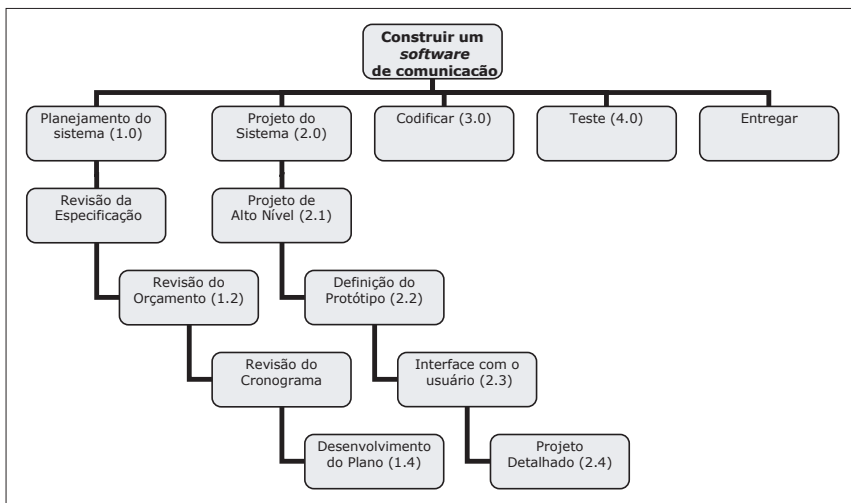 Construir um
software
de comunicacão
Planejamento do
sistema (1.0)
Projeto do
Sistema (2.0)
Codificar (3.0)
Teste (4.0)
Entregar
Revisão da
Especificação
Projeto de
Alto Nível (2.1)
Revisão do
Orçamento (1.2)
Definição do
Protótipo (2.2)
Revisão do
Cronograma
Interface com o
usuário (2.3)
Desenvolvimento
do Plano (1.4)
Projeto
Detalhado (2.4)